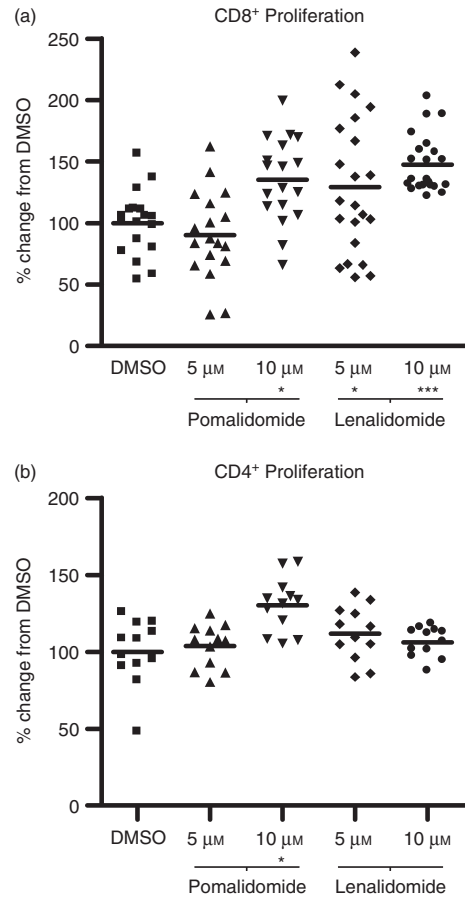 (a) CD8⁺ Proliferation
250
200
150
100
50
0
% change from DMSO
DMSO 5 μM 10 μM 5 μM 10 μM
* * ***
Pomalidomide Lenalidomide
(b) CD4⁺ Proliferation
200
150
100
50
0
% change from DMSO
DMSO 5 μM 10 μM 5 μM 10 μM
*
Pomalidomide Lenalidomide